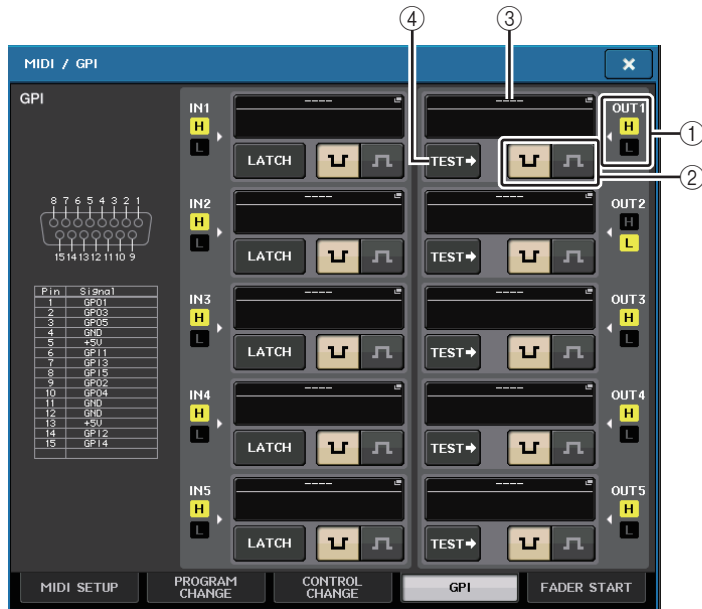 ④ ③
MIDI / GPI ×
GPI
IN1 ---- ---- OUT1 ①
H H
L L
LATCH TEST→ ②
8 7 6 5 4 3 2 1
15 14 13 12 11 10 9
IN2 ---- ---- OUT2
H H
L L
LATCH TEST→
Pin Signal
1 GPO1
2 GPO3
3 GPO5
4 GND
5 +5V
6 GPI1
7 GPI3
8 GPI5
9 GPO2
10 GPO4
11 GND
12 GND
13 +5V
14 GPI2
15 GPI4
IN3 ---- ---- OUT3
H H
L L
LATCH TEST→
IN4 ---- ---- OUT4
H H
L L
LATCH TEST→
IN5 ---- ---- OUT5
H H
L L
LATCH TEST→
MIDI SETUP
PROGRAM
CHANGE
CONTROL
CHANGE
GPI
FADER START